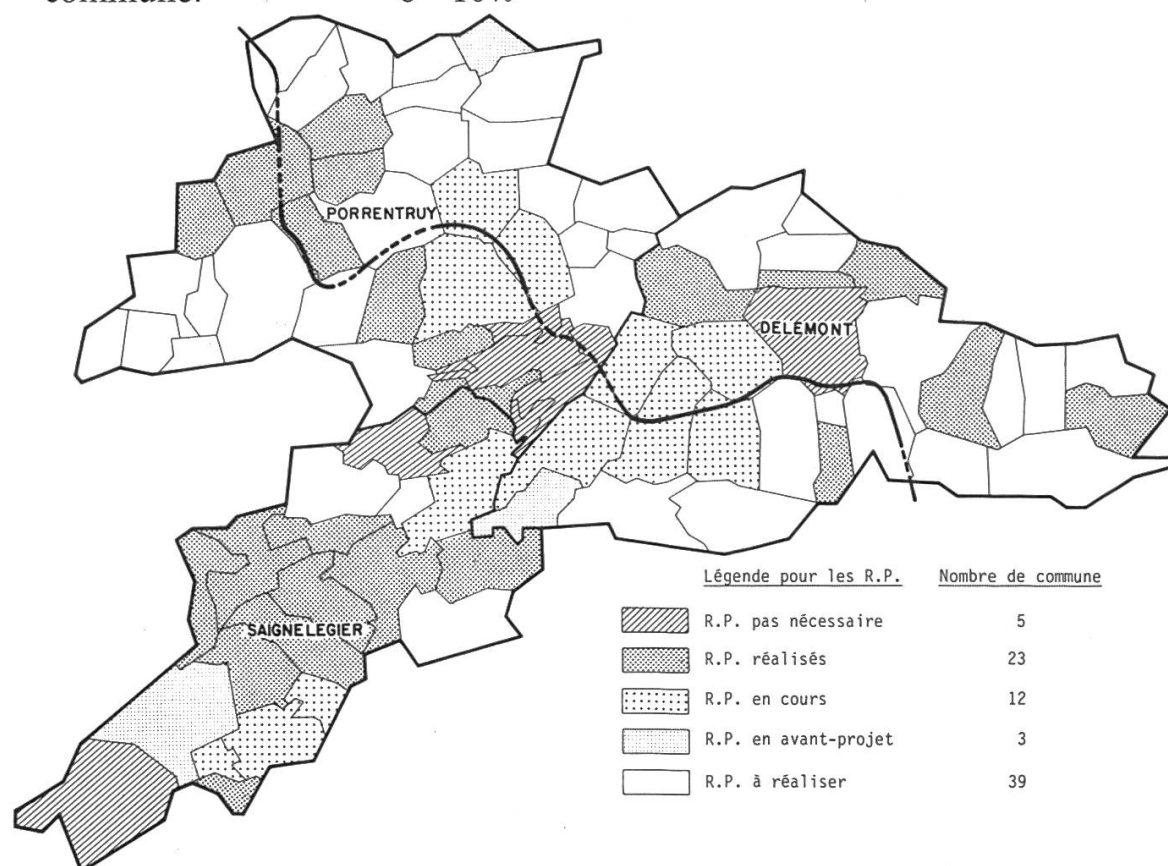 commune.
PORRENTRUY
DELEMONT
SAIGNELEGIER
Légende pour les R.P. Nombre de commune
R.P. pas nécessaire 5
R.P. réalisés 23
R.P. en cours 12
R.P. en avant-projet 3
R.P. à réaliser 39